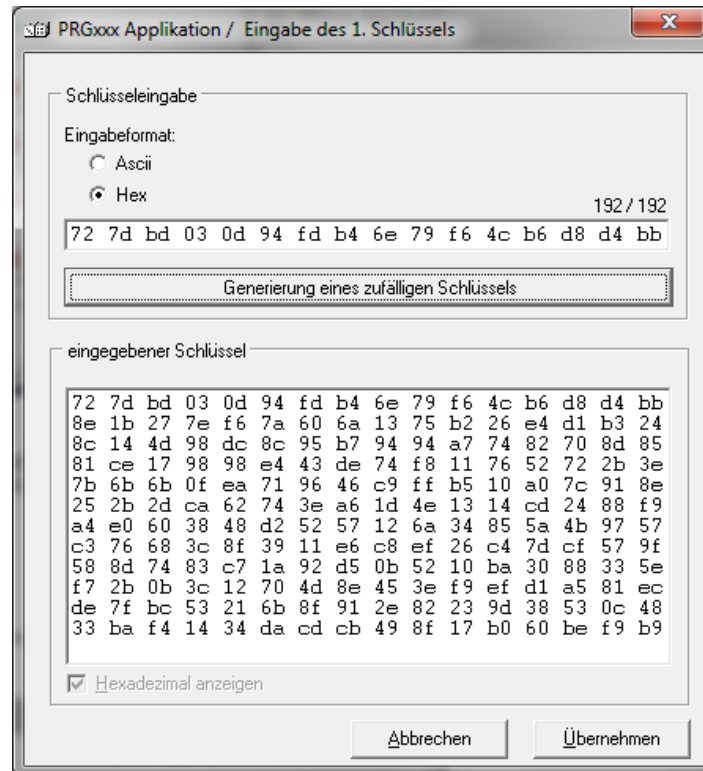 PRGxxx Applikation / Eingabe des 1. Schlüssels
Schlüsseleingabe
Eingabeformat:
Ascii
Hex
192 / 192
72 7d bd 03 0d 94 fd b4 6e 79 f6 4c b6 d8 d4 bb
Generierung eines zufälligen Schlüssels
eingegebener Schlüssel
72 7d bd 03 0d 94 fd b4 6e 79 f6 4c b6 d8 d4 bb
8e 1b 27 7e f6 7a 60 6a 13 75 b2 26 e4 d1 b3 24
8c 14 4d 98 dc 8c 95 b7 94 94 a7 74 82 70 8d 85
81 ce 17 98 98 e4 43 de 74 f8 11 76 52 72 2b 3e
7b 6b 6b 0f ea 71 96 46 c9 ff b5 10 a0 7c 91 8e
25 2b 2d ca 62 74 3e a6 1d 4e 13 14 cd 24 88 f9
a4 e0 60 38 48 d2 52 57 12 6a 34 85 5a 4b 97 57
c3 76 68 3c 8f 39 11 e6 c8 ef 26 c4 7d cf 57 9f
58 8d 74 83 c7 1a 92 d5 0b 52 10 ba 30 88 33 5e
f7 2b 0b 3c 12 70 4d 8e 45 3e f9 ef d1 a5 81 ec
de 7f bc 53 21 6b 8f 91 2e 82 23 9d 38 53 0c 48
33 ba f4 14 34 da cd cb 49 8f 17 b0 60 be f9 b9
Hexadezimal anzeigen
Abbrechen
Übernehmen